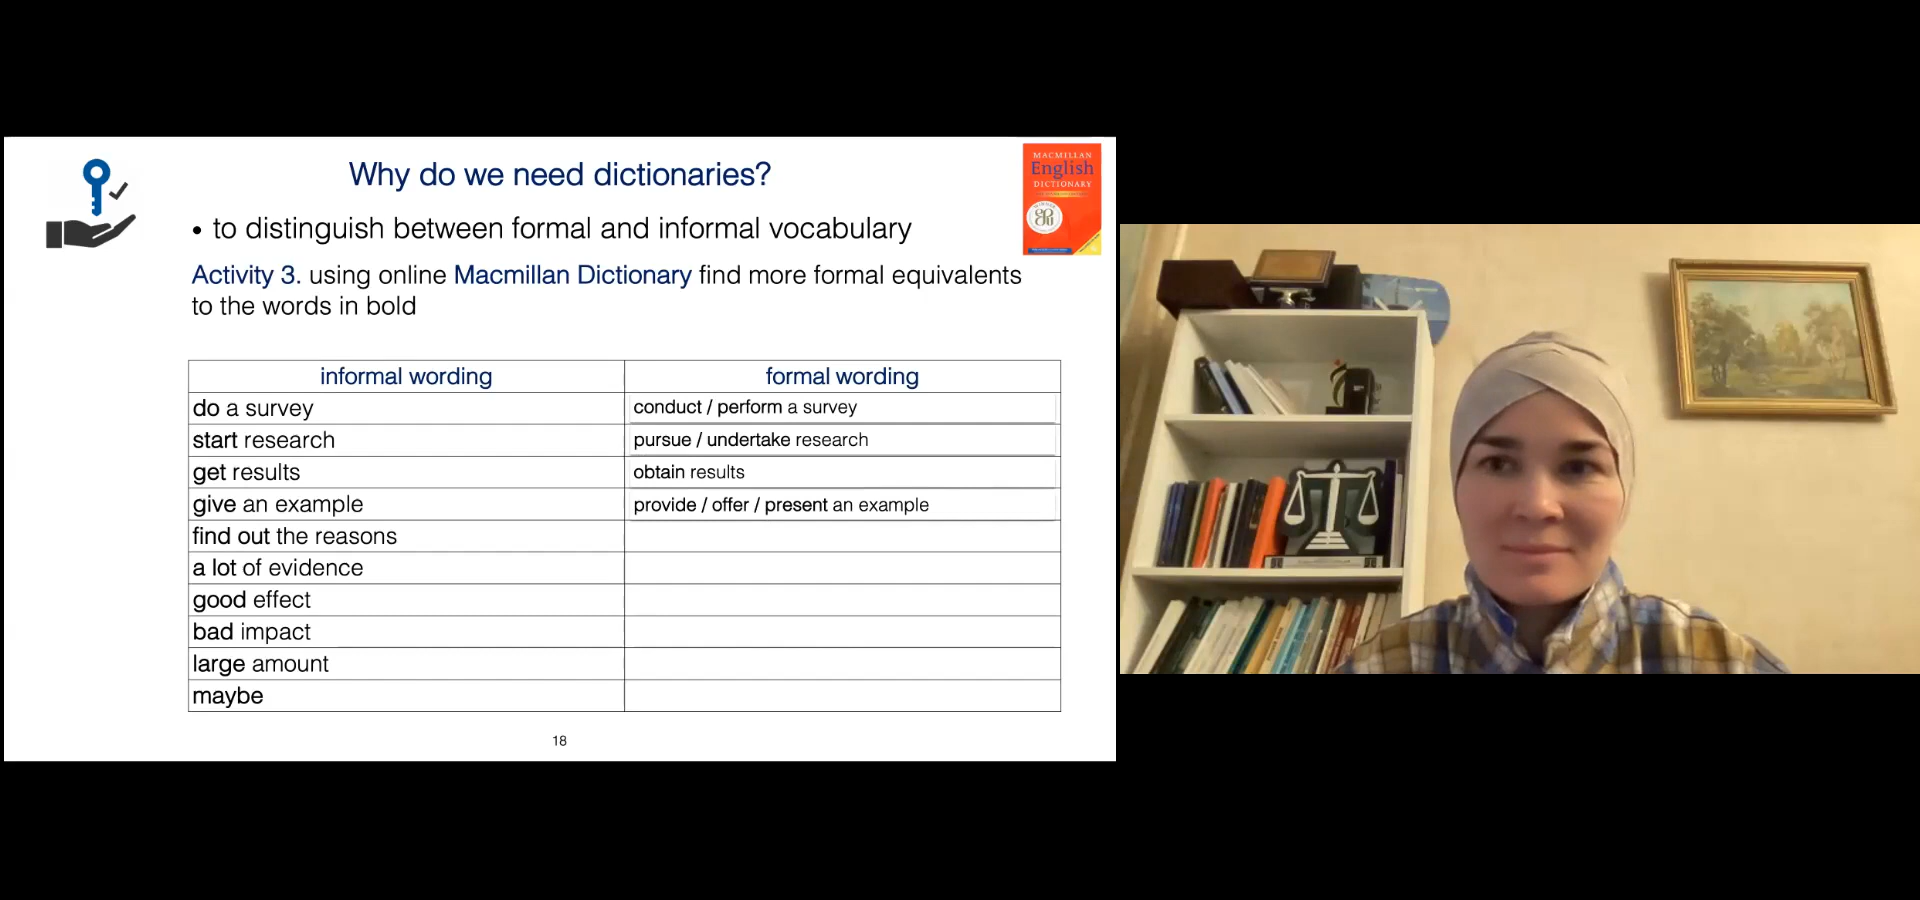 Why do we need dictionaries?
MACMILLAN
English
DICTIONARY
• to distinguish between formal and informal vocabulary
Activity 3. using online Macmillan Dictionary find more formal equivalents
to the words in bold
informal wording formal wording
do a survey conduct / perform a survey
start research pursue / undertake research
get results obtain results
give an example provide / offer / present an example
find out the reasons
a lot of evidence
good effect
bad impact
large amount
maybe
18